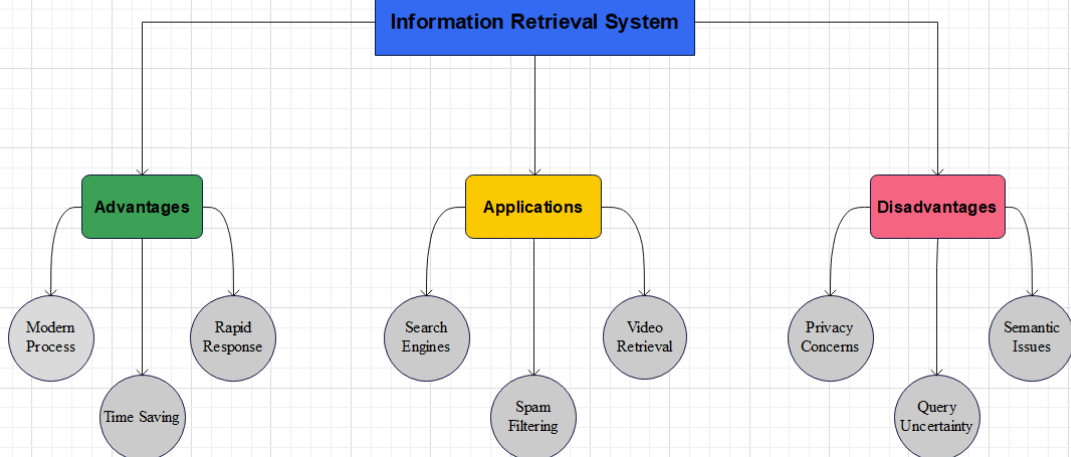 Information Retrieval System
Advantages
Applications
Disadvantages
Modern
Process
Rapid
Response
Search
Engines
Video
Retrieval
Privacy
Concerns
Semantic
Issues
Time Saving
Spam
Filtering
Query
Uncertainty